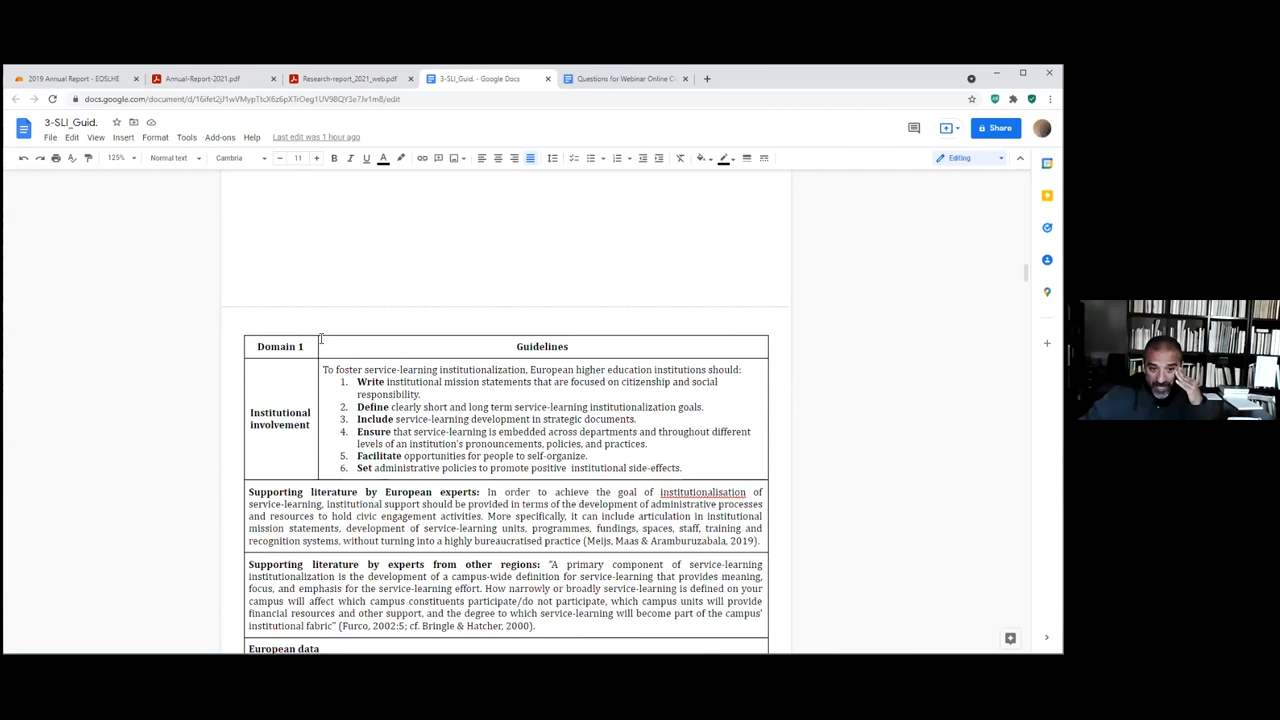 2019 Annual Report - EOSLHE
Annual-Report-2021.pdf
Research-report_2021_web.pdf
3-SLI_Guid. - Google Docs
Questions for Webinar Online C
3-SLI_Guid.
File Edit View Insert Format Tools Add-ons Help Last edit was 1 hour ago
Share
125% Normal text Cambria 11 Editing
Domain 1 Guidelines
Institutional involvement
To foster service-learning institutionalization, European higher education institutions should:
1. Write institutional mission statements that are focused on citizenship and social
responsibility.
2. Define clearly short and long term service-learning institutionalization goals.
3. Include service-learning development in strategic documents.
4. Ensure that service-learning is embedded across departments and throughout different
levels of an institution's pronouncements, policies, and practices.
5. Facilitate opportunities for people to self-organize.
6. Set administrative policies to promote positive institutional side-effects.
Supporting literature by European experts: In order to achieve the goal of institutionalisation of
service-learning, institutional support should be provided in terms of the development of administrative processes
and resources to hold civic engagement activities. More specifically, it can include articulation in institutional
mission statements, development of service-learning units, programmes, fundings, spaces, staff, training and
recognition systems, without turning into a highly bureaucratised practice (Meijs, Maas & Aramburuzabala, 2019).
Supporting literature by experts from other regions: "A primary component of service-learning
institutionalization is the development of a campus-wide definition for service-learning that provides meaning,
focus, and emphasis for the service-learning effort. How narrowly or broadly service-learning is defined on your
campus will affect which campus constituents participate/do not participate, which campus units will provide
financial resources and other support, and the degree to which service-learning will become part of the campus'
institutional fabric" (Furco, 2002:5; cf. Bringle & Hatcher, 2000).
European data